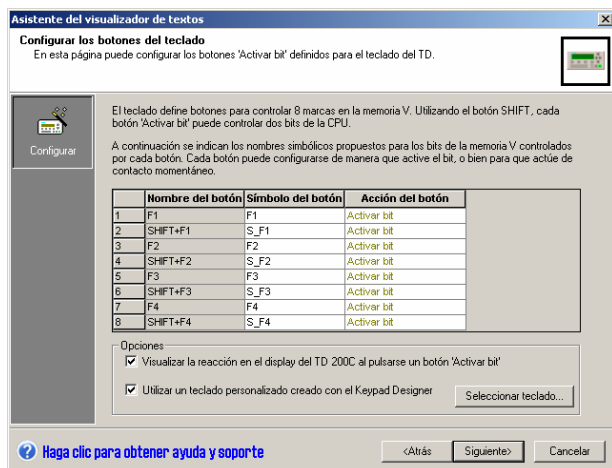 Asistente del visualizador de textos
Configurar los botones del teclado
En esta página puede configurar los botones 'Activar bit' definidos para el teclado del TD.
Configurar
El teclado define botones para controlar 8 marcas en la memoria V. Utilizando el botón SHIFT, cada
botón 'Activar bit' puede controlar dos bits de la CPU.
A continuación se indican los nombres simbólicos propuestos para los bits de la memoria V controlados
por cada botón. Cada botón puede configurarse de manera que active el bit, o bien para que actúe de
contacto momentáneo.
Nombre del botón Símbolo del botón Acción del botón
1 F1 F1 Activar bit
2 SHIFT+F1 S_F1 Activar bit
3 F2 F2 Activar bit
4 SHIFT+F2 S_F2 Activar bit
5 F3 F3 Activar bit
6 SHIFT+F3 S_F3 Activar bit
7 F4 F4 Activar bit
8 SHIFT+F4 S_F4 Activar bit
Opciones
Visualizar la reacción en el display del TD 200C al pulsarse un botón 'Activar bit'
Utilizar un teclado personalizado creado con el Keypad Designer
Seleccionar teclado...
Haga clic para obtener ayuda y soporte
<Atrás Siguiente> Cancelar